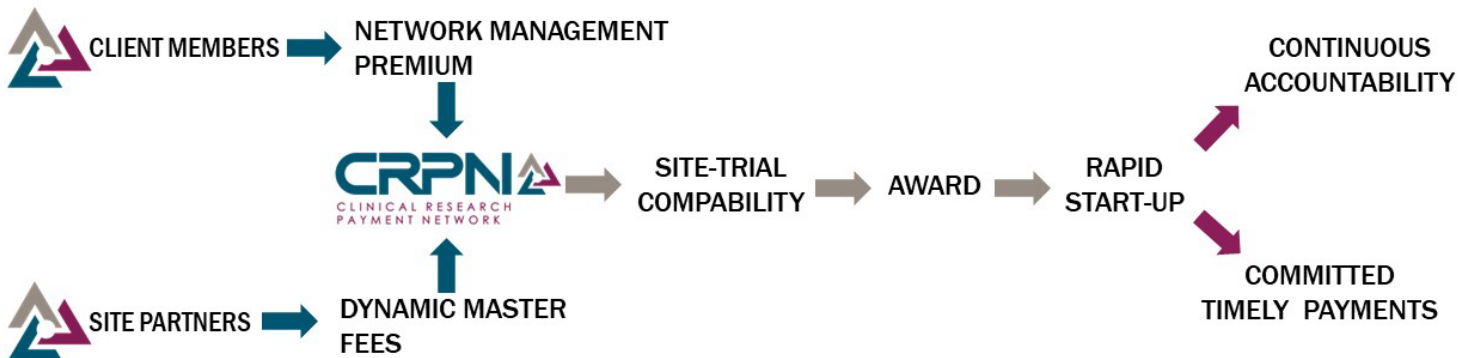 CLIENT MEMBERS
NETWORK MANAGEMENT
PREMIUM
CRPN
CLINICAL RESEARCH
PAYMENT NETWORK
SITE PARTNERS
DYNAMIC MASTER
FEES
SITE-TRIAL
COMPABILITY
AWARD
RAPID
START-UP
CONTINUOUS
ACCOUNTABILITY
COMMITTED
TIMELY PAYMENTS